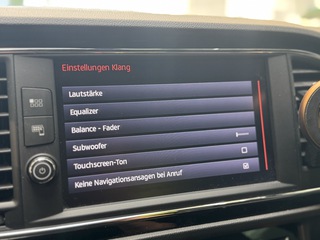 Einstellungen Klang
Lautstärke
Equalizer
Balance - Fader
Subwoofer
Touchscreen-Ton
Keine Navigationsansagen bei Anruf